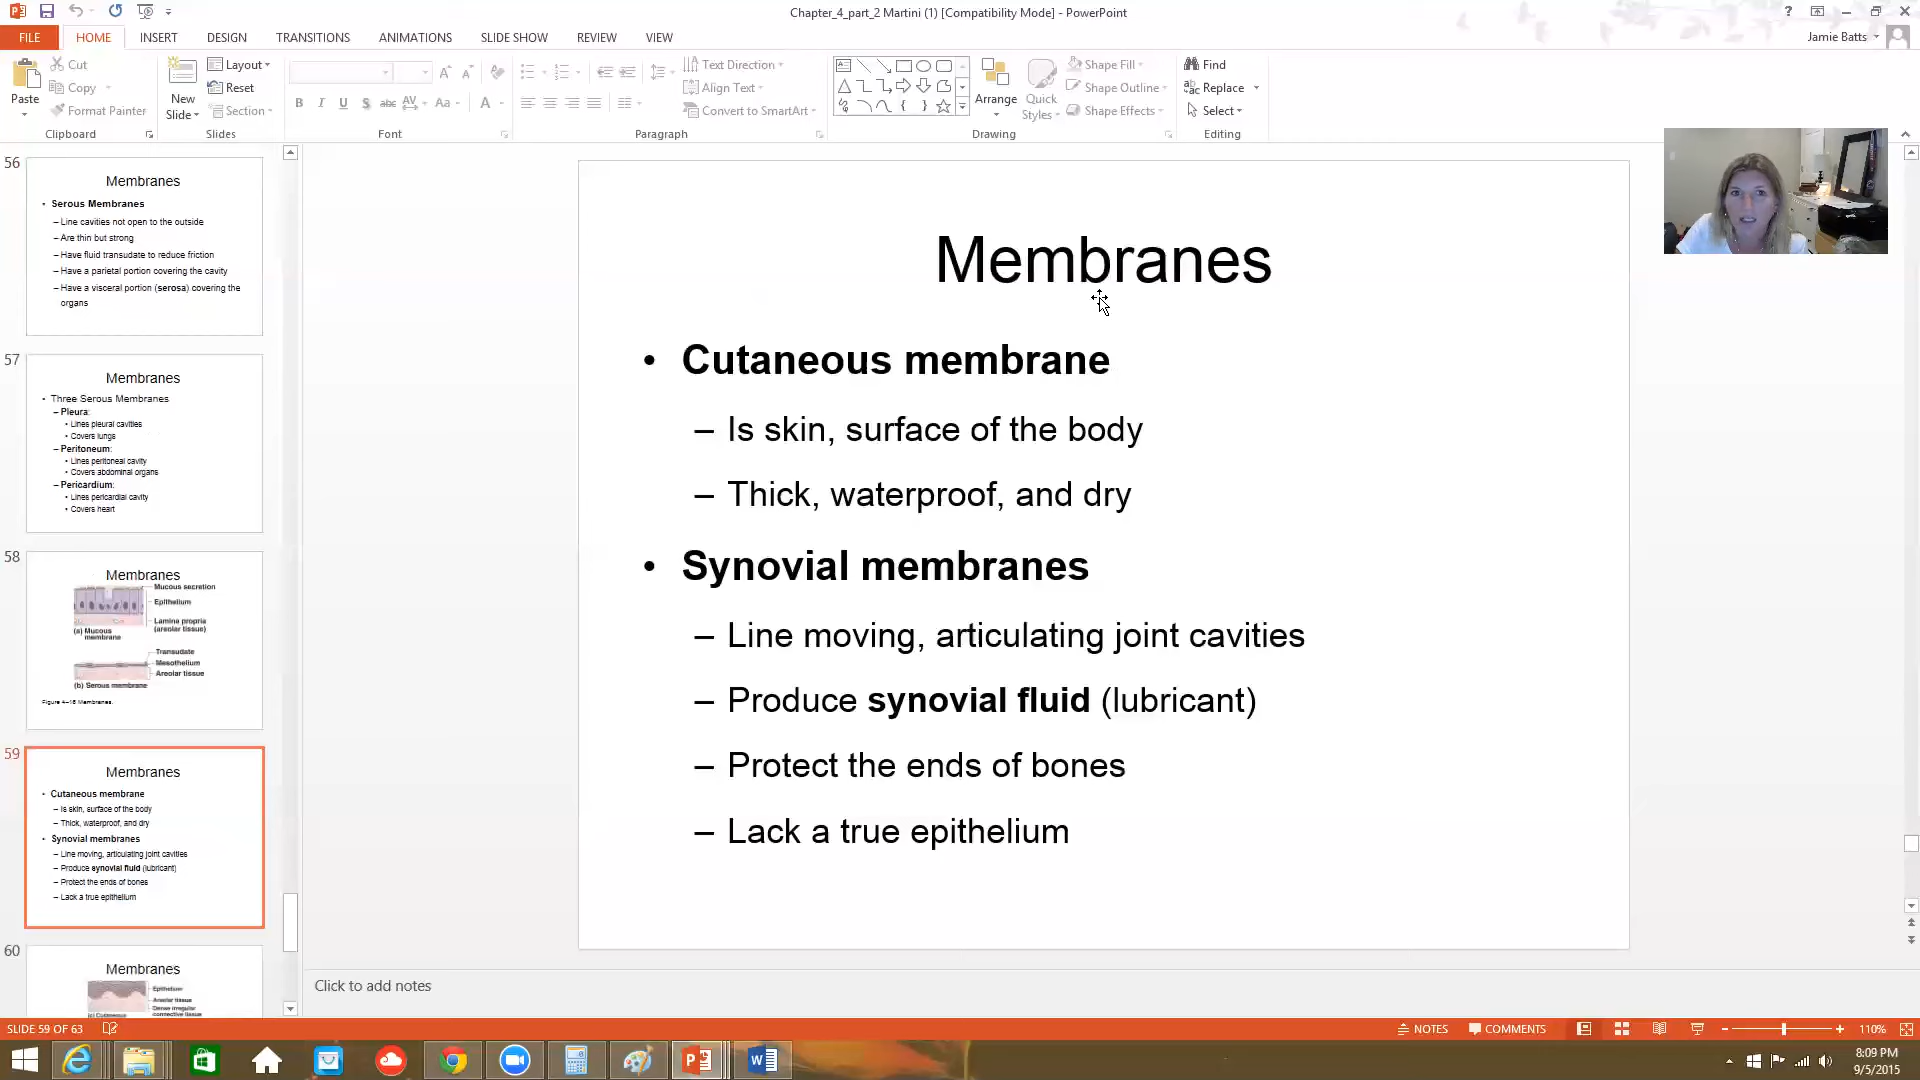 Chapter_4_part_2 Martini (1) [Compatibility Mode] - PowerPoint
FILE HOME INSERT DESIGN TRANSITIONS ANIMATIONS SLIDE SHOW REVIEW VIEW
Jamie Batts
Paste
Cut
Copy
Format Painter
Clipboard
New
Slide
Layout
Reset
Section
Slides
Font
Text Direction
Align Text
Convert to SmartArt
Paragraph
Arrange
Quick
Styles
Shape Fill
Shape Outline
Shape Effects
Drawing
Find
Replace
Select
Editing
56
Membranes
• Serous Membranes
– Line cavities not open to the outside
– Are thin but strong
– Have fluid transudate to reduce friction
– Have a parietal portion covering the cavity
– Have a visceral portion (serosa) covering the
organs
57
Membranes
• Three Serous Membranes
– Pleura:
• Lines pleural cavities
• Covers lungs
– Peritoneum:
• Lines peritoneal cavity
• Covers abdominal organs
– Pericardium:
• Lines pericardial cavity
• Covers heart
58
Membranes
Mucous secretion
Epithelium
Lamina propria
(areolar tissue)
(a) Mucous
membrane
Transudate
Mesothelium
Areolar tissue
(b) Serous membrane
Figure 4–16 Membranes.
59
Membranes
• Cutaneous membrane
– Is skin, surface of the body
– Thick, waterproof, and dry
• Synovial membranes
– Line moving, articulating joint cavities
– Produce synovial fluid (lubricant)
– Protect the ends of bones
– Lack a true epithelium
60
Membranes
Epithelium
Areolar tissue
Dense irregular
connective tissue
(c) Cutaneous
Membranes
• Cutaneous membrane
– Is skin, surface of the body
– Thick, waterproof, and dry
• Synovial membranes
– Line moving, articulating joint cavities
– Produce synovial fluid (lubricant)
– Protect the ends of bones
– Lack a true epithelium
Click to add notes
SLIDE 59 OF 63
NOTES
COMMENTS
110%
8:09 PM
9/5/2015